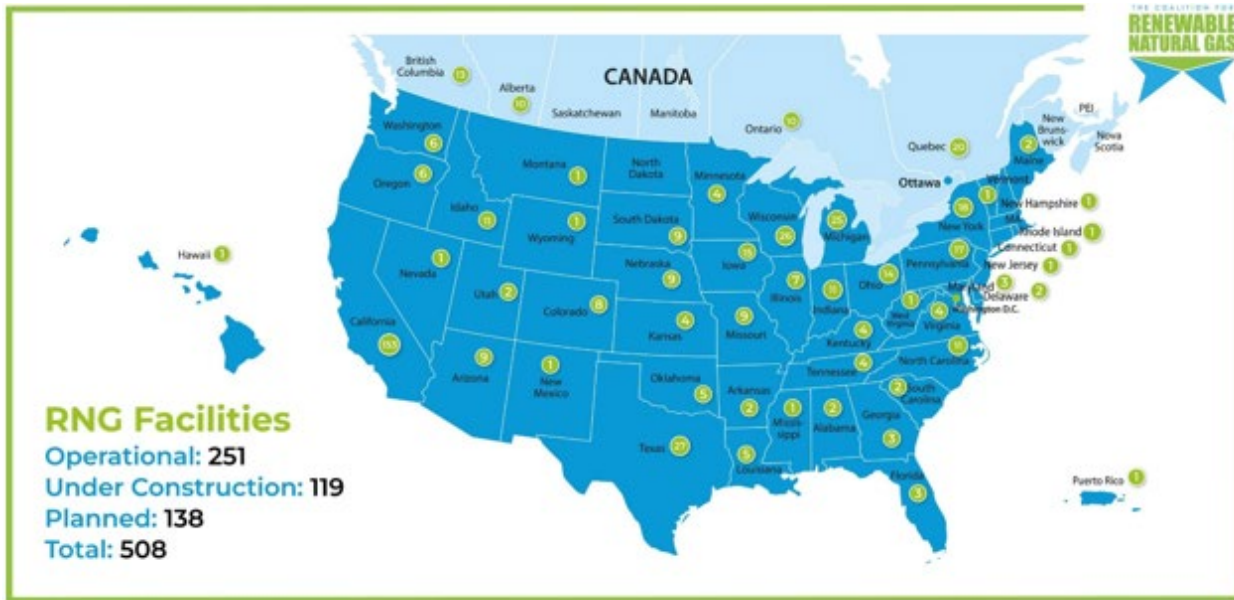 THE COALITION FOR
RENEWABLE
NATURAL GAS
CANADA
British
Columbia
13
Alberta
10
Saskatchewan
Manitoba
Ontario
10
Quebec
20
Ottawa
PEI
New
Bruns-
wick
Nova
Scotia
Washington
6
Oregon
6
Idaho
11
Montana
1
Wyoming
1
North
Dakota
South Dakota
9
Nebraska
9
Minnesota
4
Iowa
15
Wisconsin
26
Michigan
25
Maine
2
Vermont
1
New Hampshire
1
MA
Rhode Island
1
Connecticut
1
New York
18
Pennsylvania
17
New Jersey
1
Maryland
3
Delaware
2
Washington D.C.
Hawaii
1
Nevada
1
Utah
2
Colorado
8
Kansas
4
Missouri
9
Illinois
7
Indiana
11
Ohio
14
West
Virginia
1
Virginia
4
Kentucky
4
Tennessee
4
North Carolina
11
South
Carolina
2
California
153
Arizona
9
New
Mexico
1
Oklahoma
5
Arkansas
2
Missis-
sippi
1
Alabama
2
Georgia
3
Texas
27
Louisiana
5
Florida
3
Puerto Rico
1
RNG Facilities
Operational: 251
Under Construction: 119
Planned: 138
Total: 508